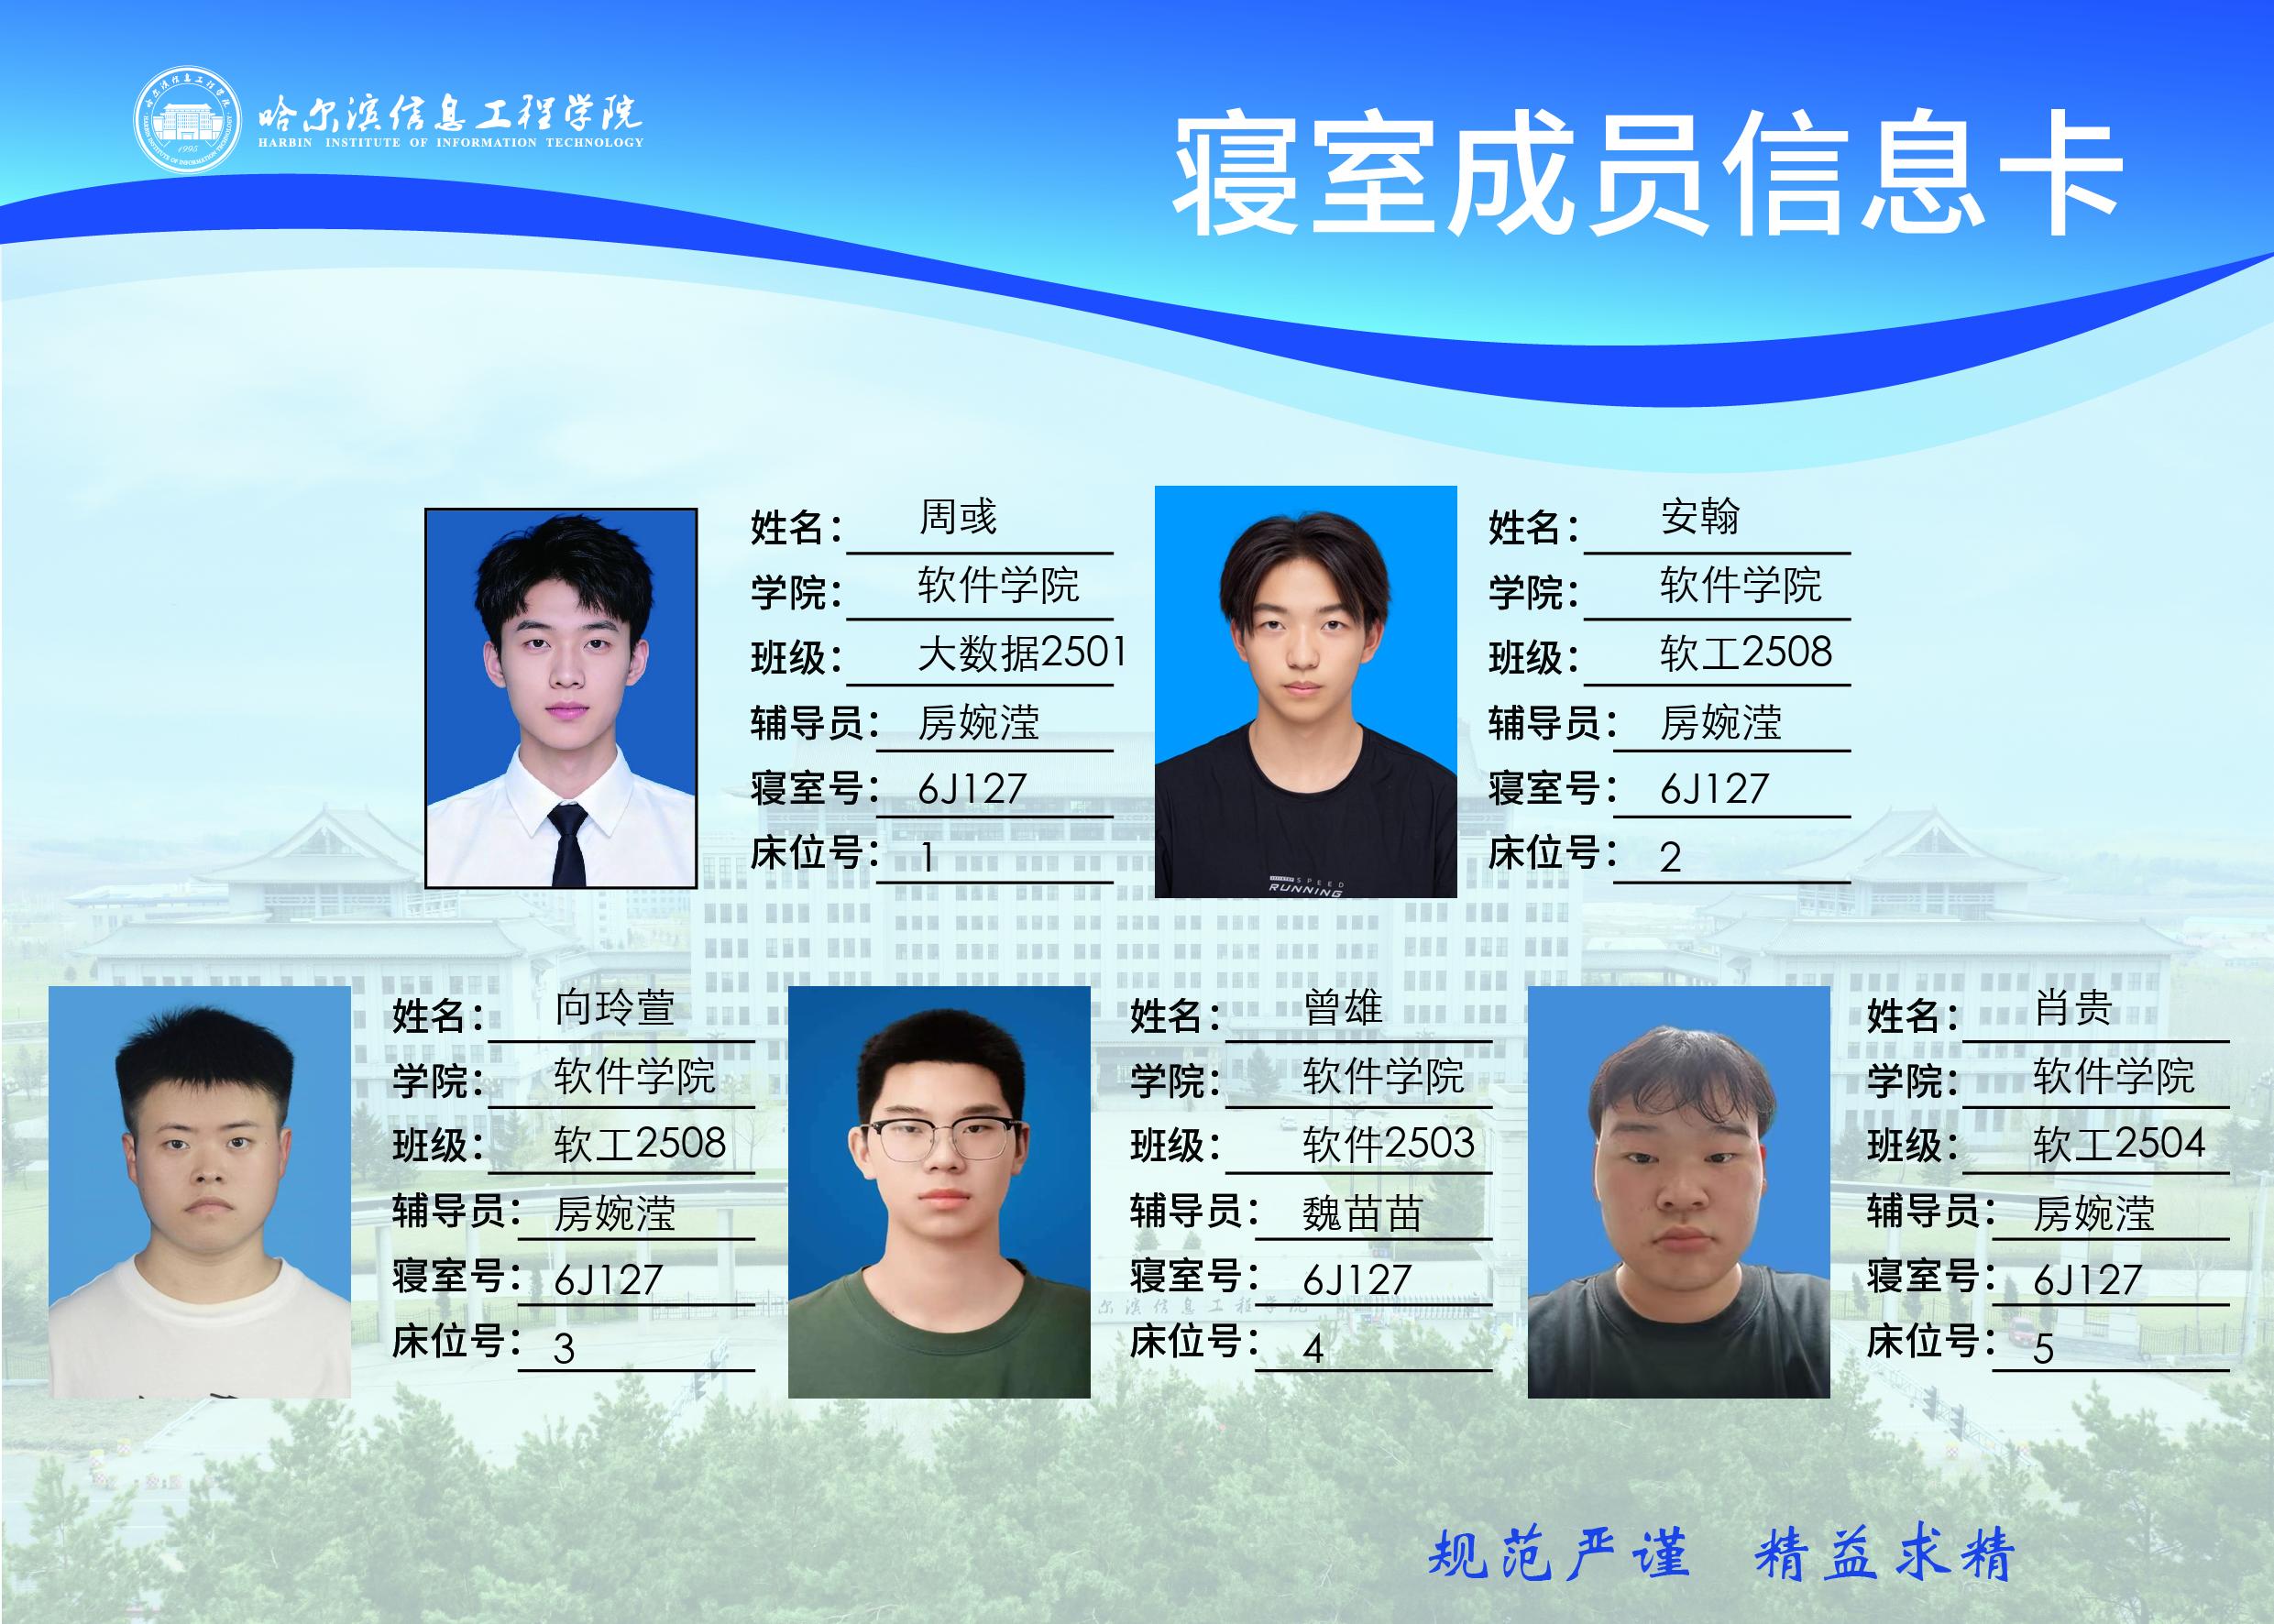 哈尔滨信息工程学院
HARBIN INSTITUTE OF INFORMATION TECHNOLOGY
1995
寝室成员信息卡
姓名：周彧
学院：软件学院
班级：大数据2501
辅导员：房婉滢
寝室号：6J127
床位号：1
姓名：安翰
学院：软件学院
班级：软工2508
辅导员：房婉滢
寝室号：6J127
床位号：2
SPEED
RUNNING
姓名：向玲萱
学院：软件学院
班级：软工2508
辅导员：房婉滢
寝室号：6J127
床位号：3
姓名：曾雄
学院：软件学院
班级：软件2503
辅导员：魏苗苗
寝室号：6J127
床位号：4
姓名：肖贵
学院：软件学院
班级：软工2504
辅导员：房婉滢
寝室号：6J127
床位号：5
尔滨信息工程学院
规范严谨 精益求精